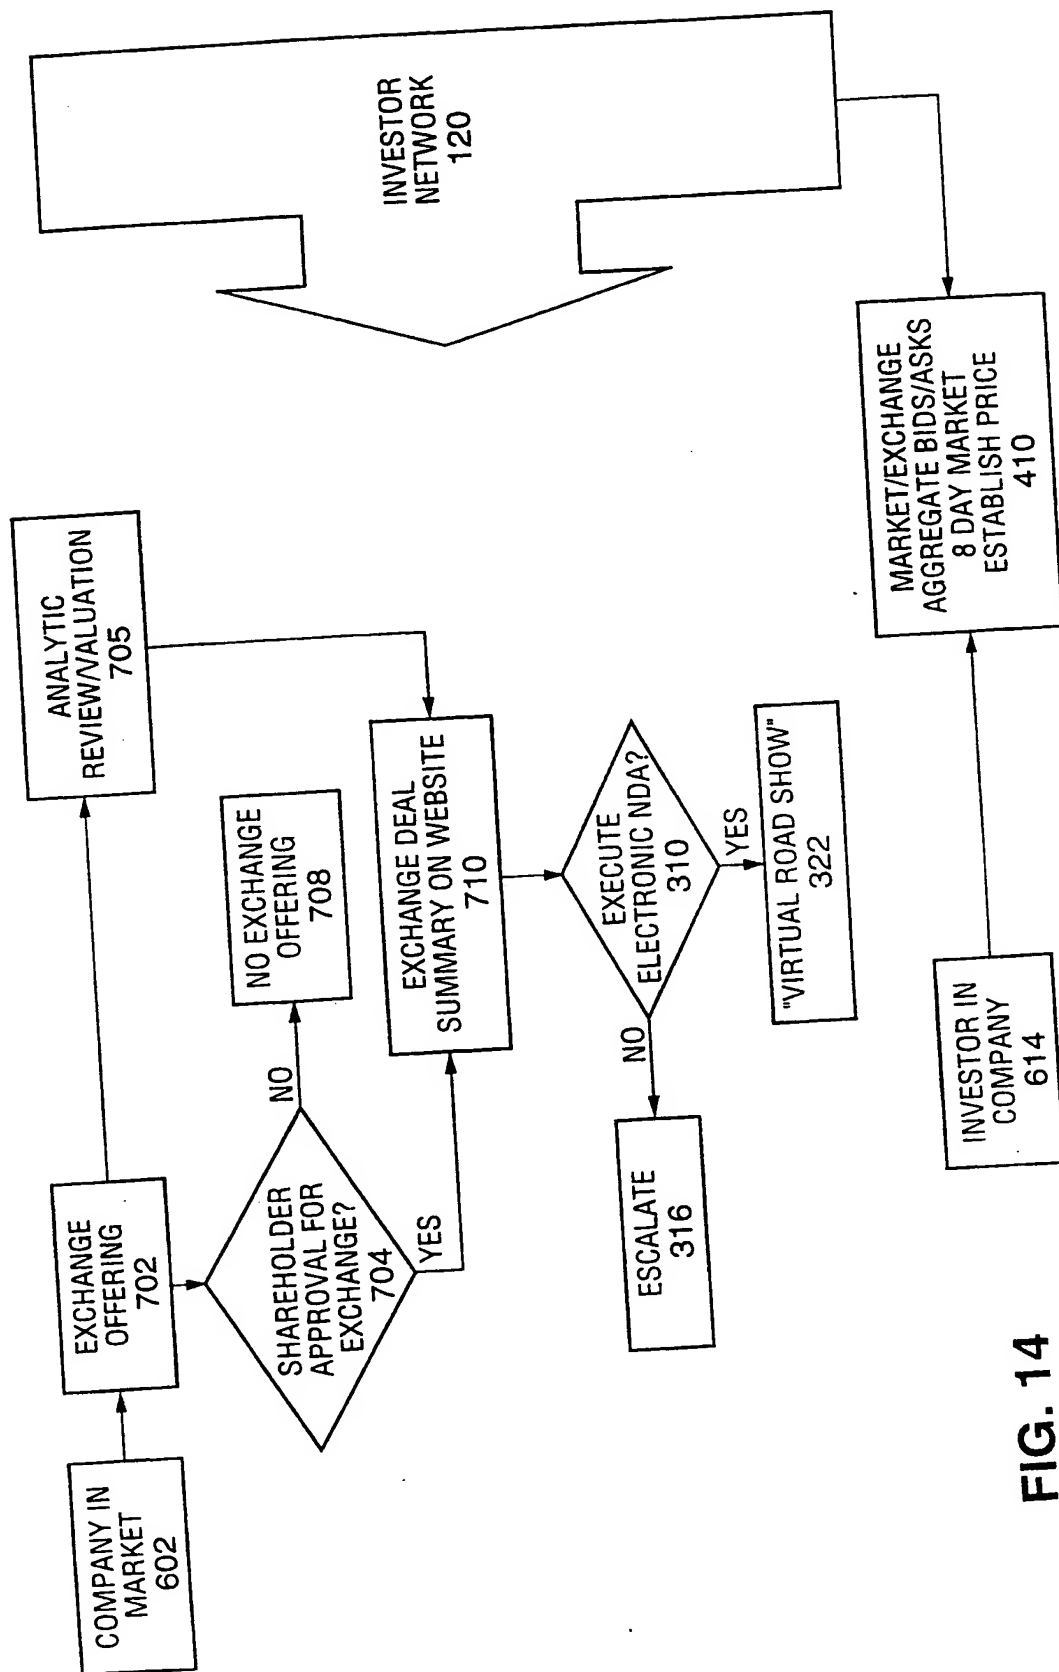 COMPANY IN
MARKET
602
EXCHANGE
OFFERING
702
ANALYTIC
REVIEW/VALUATION
705
SHAREHOLDER
APPROVAL FOR
EXCHANGE?
704
NO
YES
NO EXCHANGE
OFFERING
708
EXCHANGE DEAL
SUMMARY ON WEBSITE
710
EXECUTE
ELECTRONIC NDA?
310
NO
YES
ESCALATE
316
"VIRTUAL ROAD SHOW"
322
INVESTOR
NETWORK
120
INVESTOR IN
COMPANY
614
MARKET/EXCHANGE
AGGREGATE BIDS/ASKS
8 DAY MARKET
ESTABLISH PRICE
410
FIG. 14